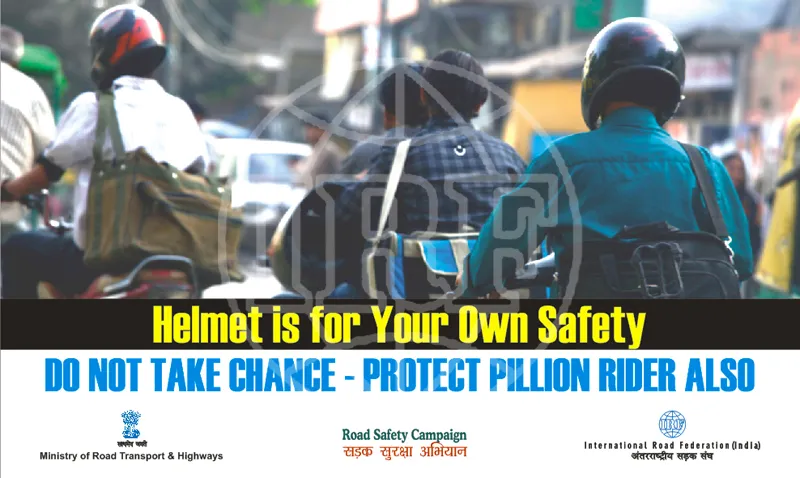 Helmet is for Your Own Safety
DO NOT TAKE CHANCE - PROTECT PILLION RIDER ALSO
सत्यमेव जयते
Ministry of Road Transport & Highways
Road Safety Campaign
सड़क सुरक्षा अभियान
IRF
International Road Federation (India)
अंतरराष्ट्रीय सड़क संघ